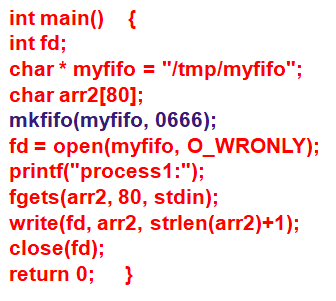 int main()    {
int fd;
char * myfifo = "/tmp/myfifo";
char arr2[80];
mkfifo(myfifo, 0666);
fd = open(myfifo, O_WRONLY);
printf("process1:");
fgets(arr2, 80, stdin);
write(fd, arr2, strlen(arr2)+1);
close(fd);
return 0;     }